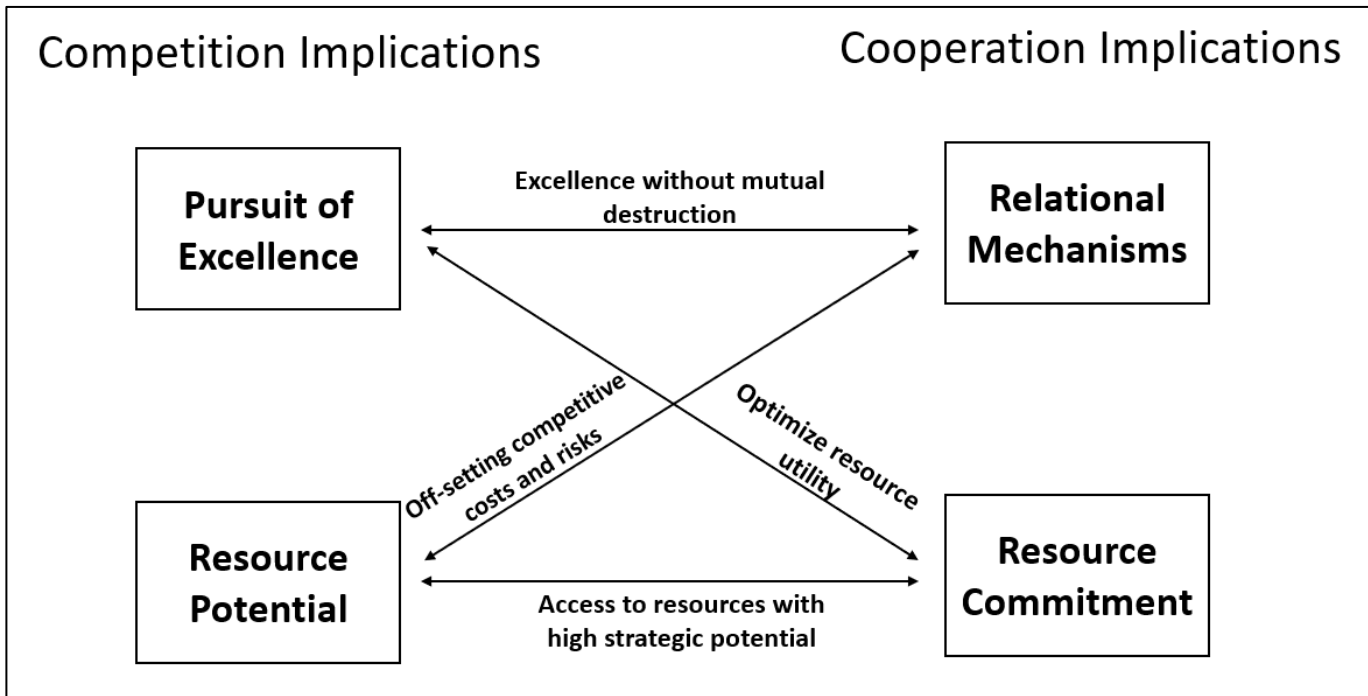 Competition Implications
Cooperation Implications
Pursuit of
Excellence
Excellence without mutual
destruction
Relational
Mechanisms
Off-setting competitive
costs and risks
Optimize resource
utility
Resource
Potential
Access to resources with
high strategic potential
Resource
Commitment